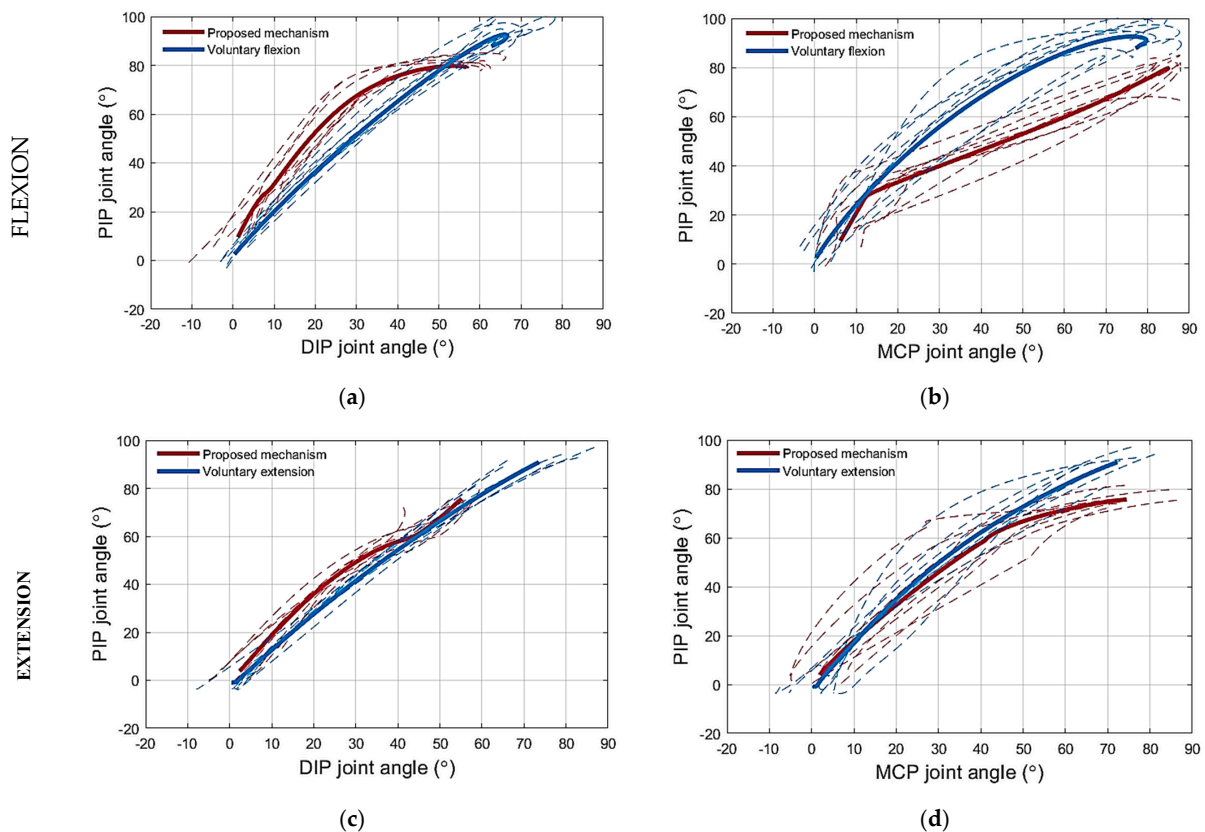 FLEXION
Proposed mechanism
Voluntary flexion
PIP joint angle (°)
100
80
60
40
20
0
-20
-20 -10 0 10 20 30 40 50 60 70 80 90
DIP joint angle (°)
(a)
Proposed mechanism
Voluntary flexion
PIP joint angle (°)
100
80
60
40
20
0
-20
-20 -10 0 10 20 30 40 50 60 70 80 90
MCP joint angle (°)
(b)
EXTENSION
Proposed mechanism
Voluntary extension
PIP joint angle (°)
100
80
60
40
20
0
-20
-20 -10 0 10 20 30 40 50 60 70 80 90
DIP joint angle (°)
(c)
Proposed mechanism
Voluntary extension
PIP joint angle (°)
100
80
60
40
20
0
-20
-20 -10 0 10 20 30 40 50 60 70 80 90
MCP joint angle (°)
(d)